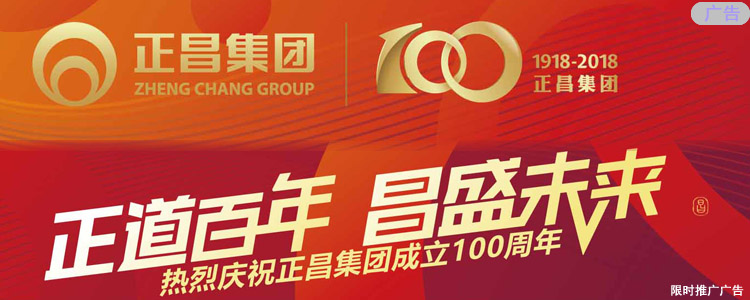 广告
正昌集团
ZHENG CHANG GROUP
100
1918-2018
正昌集团
正道百年 昌盛未来
热烈庆祝正昌集团成立100周年
限时推广广告